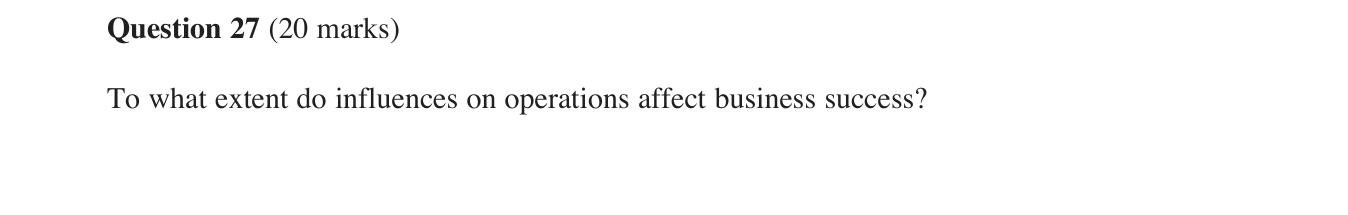 Question 27 (20 marks)
To what extent do influences on operations affect business success?